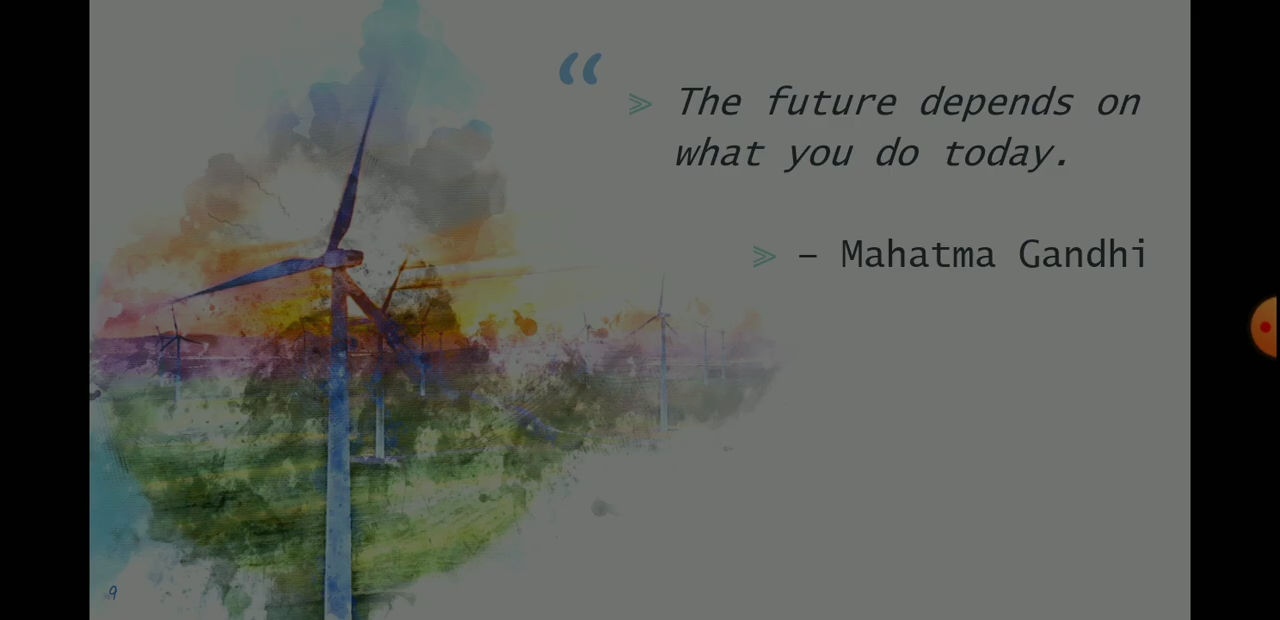 “
⪢ The future depends on
what you do today.
⪢ – Mahatma Gandhi
9